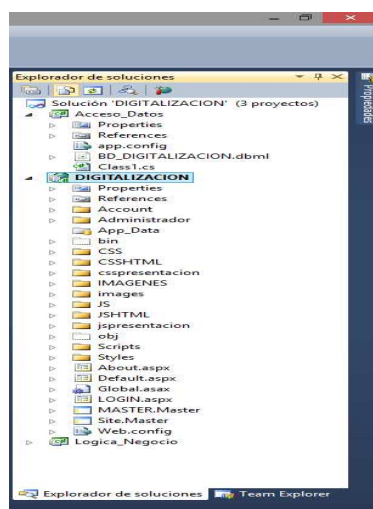 Explorador de soluciones
Propiedades
Solución 'DIGITALIZACION' (3 proyectos)
Acceso_Datos
Properties
References
app.config
BD_DIGITALIZACION.dbml
Class1.cs
DIGITALIZACION
Properties
References
Account
Administrador
App_Data
bin
CSS
CSSHTML
csspresentacion
IMAGENES
images
JS
JSHTML
jspresentacion
obj
Scripts
Styles
About.aspx
Default.aspx
Global.asax
LOGIN.aspx
MASTER.Master
Site.Master
Web.config
Logica_Negocio
Explorador de soluciones
Team Explorer